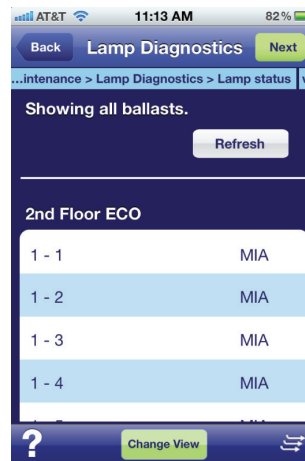 AT&T 11:13 AM 82%
Back Lamp Diagnostics Next
...intenance > Lamp Diagnostics > Lamp status
Showing all ballasts.
Refresh
2nd Floor ECO
1 - 1 MIA
1 - 2 MIA
1 - 3 MIA
1 - 4 MIA
? Change View